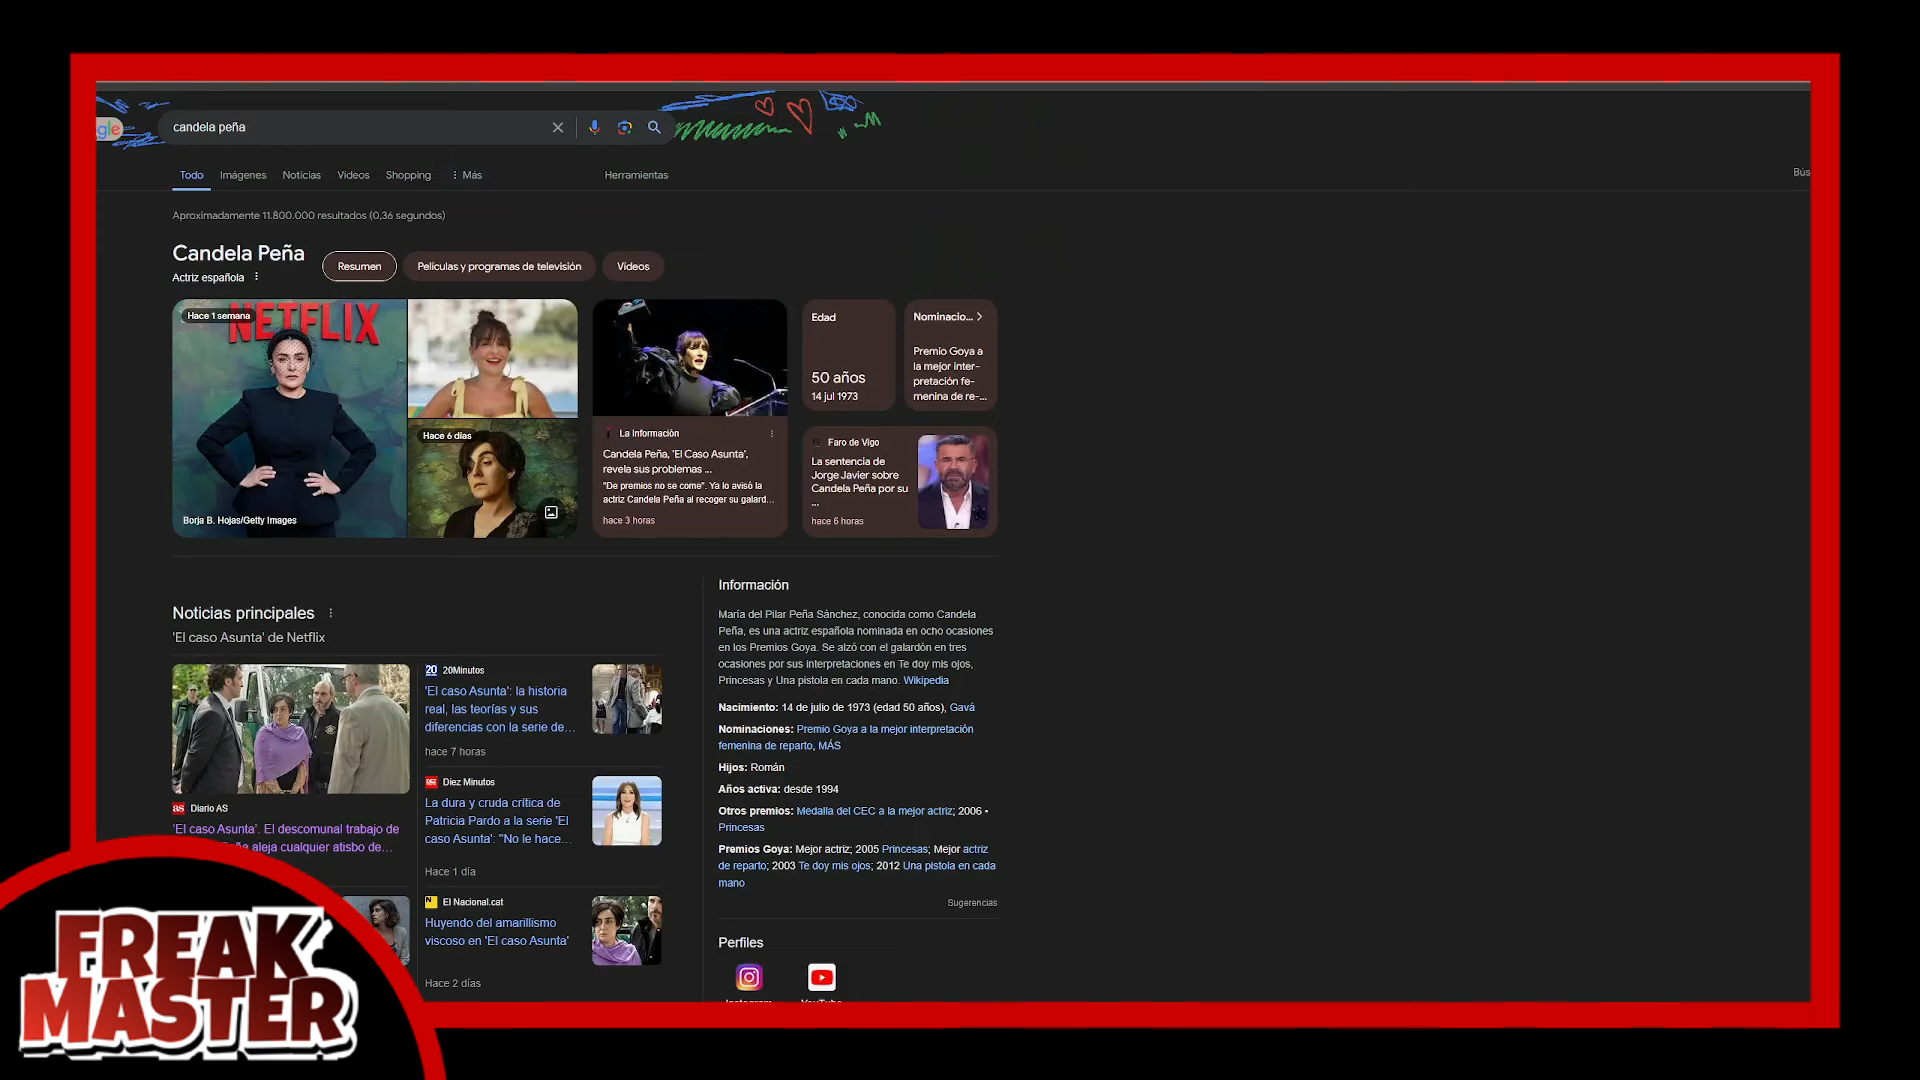 gle
candela peña
Todo
Imágenes
Noticias
Vídeos
Shopping
Más
Herramientas
Bús
Aproximadamente 11.800.000 resultados (0,36 segundos)
Candela Peña
Actriz española
Resumen
Películas y programas de televisión
Vídeos
Hace 1 semana
NETFLIX
Borja B. Hojas/Getty Images
Hace 6 días
La Información
Candela Peña, 'El Caso Asunta',
revela sus problemas ...
"De premios no se come". Ya lo avisó la
actriz Candela Peña al recoger su galard...
hace 3 horas
Edad
50 años
14 jul 1973
Nominacio...
Premio Goya a
la mejor inter-
pretación fe-
menina de re-...
Faro de Vigo
La sentencia de
Jorge Javier sobre
Candela Peña por su
...
hace 6 horas
Noticias principales
'El caso Asunta' de Netflix
as Diario AS
'El caso Asunta'. El descomunal trabajo de
Peña aleja cualquier atisbo de...
20 20Minutos
'El caso Asunta': la historia
real, las teorías y sus
diferencias con la serie de...
hace 7 horas
Diez Minutos
La dura y cruda crítica de
Patricia Pardo a la serie 'El
caso Asunta': "No le hace...
Hace 1 día
N El Nacional.cat
Huyendo del amarillismo
viscoso en 'El caso Asunta'
Hace 2 días
Información
María del Pilar Peña Sánchez, conocida como Candela
Peña, es una actriz española nominada en ocho ocasiones
en los Premios Goya. Se alzó con el galardón en tres
ocasiones por sus interpretaciones en Te doy mis ojos,
Princesas y Una pistola en cada mano. Wikipedia
Nacimiento: 14 de julio de 1973 (edad 50 años), Gavá
Nominaciones: Premio Goya a la mejor interpretación
femenina de reparto, MÁS
Hijos: Román
Años activa: desde 1994
Otros premios: Medalla del CEC a la mejor actriz; 2006 •
Princesas
Premios Goya: Mejor actriz; 2005 Princesas; Mejor actriz
de reparto; 2003 Te doy mis ojos; 2012 Una pistola en cada
mano
Sugerencias
Perfiles
Instagram
YouTube
FREAK
MASTER